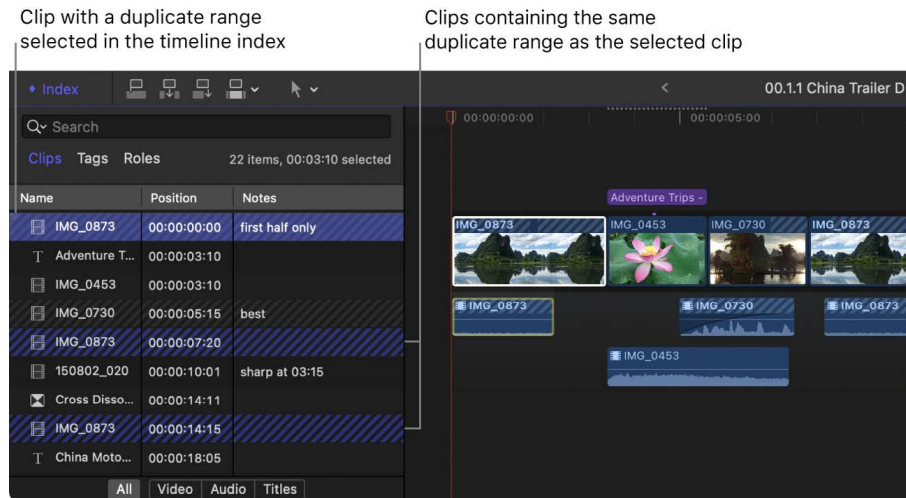 Clip with a duplicate range
selected in the timeline index
Clips containing the same
duplicate range as the selected clip
Index
00.1.1 China Trailer D
Search
Clips Tags Roles 22 items, 00:03:10 selected
Name Position Notes
IMG_0873 00:00:00:00 first half only
Adventure T... 00:00:03:10
IMG_0453 00:00:03:10
IMG_0730 00:00:05:15 best
IMG_0873 00:00:07:20
150802_020 00:00:10:01 sharp at 03:15
Cross Disso... 00:00:14:11
IMG_0873 00:00:14:15
China Moto... 00:00:18:05
All Video Audio Titles
00:00:00:00 00:00:05:00
Adventure Trips -
IMG_0873 IMG_0453 IMG_0730 IMG_0873
IMG_0873 IMG_0730 IMG_0873
IMG_0453